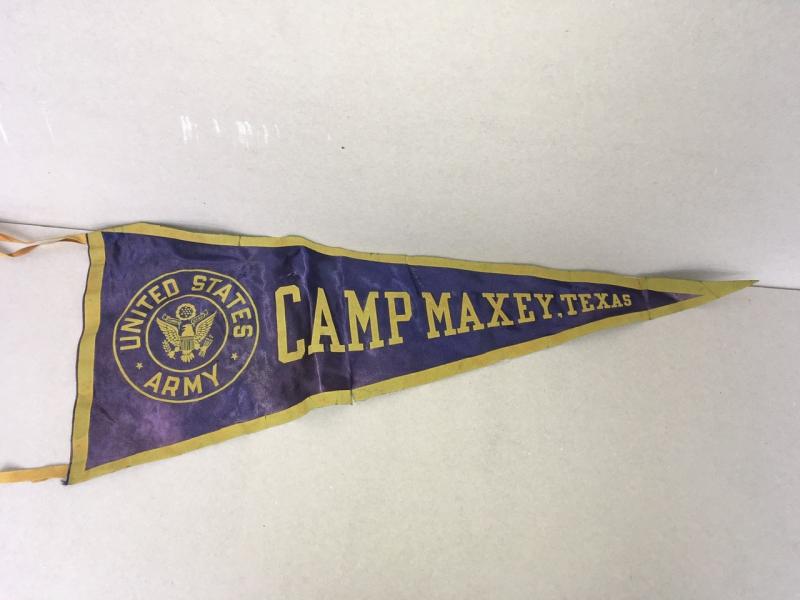 UNITED STATES
ARMY
CAMP MAXEY, TEXAS